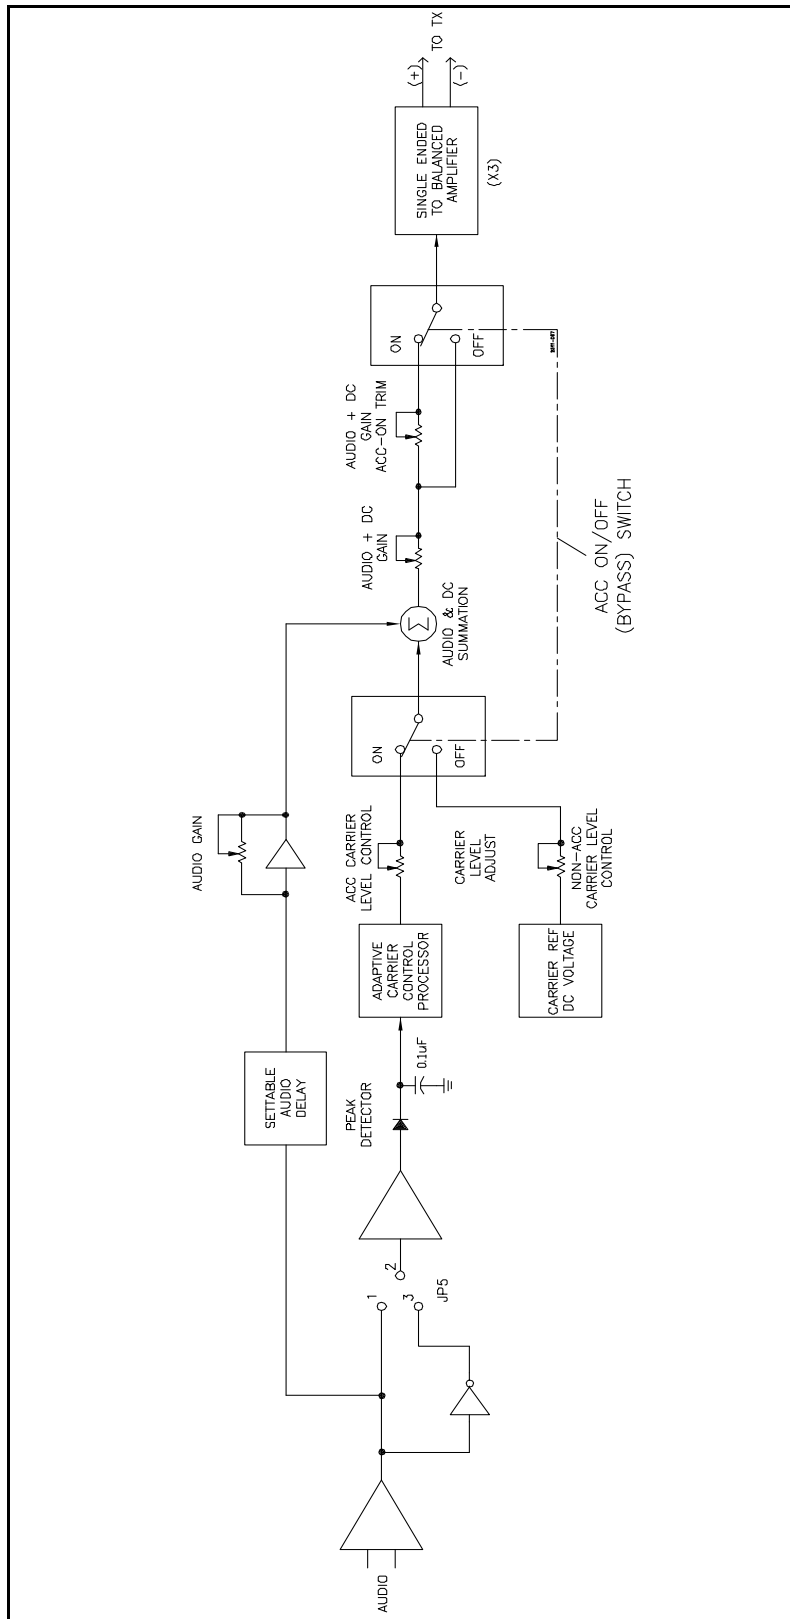 (+)
(-)
TO TX
SINGLE ENDED
TO BALANCED
AMPLIFIER
(X3)
ON
OFF
AUDIO + DC
GAIN
ACC-ON TRIM
AUDIO + DC
GAIN
ACC ON/OFF
(BYPASS) SWITCH
Σ
AUDIO & DC
SUMMATION
ON
OFF
AUDIO GAIN
ACC CARRIER
LEVEL CONTROL
CARRIER
LEVEL
ADJUST
NON-ACC
CARRIER LEVEL
CONTROL
ADAPTIVE
CARRIER
CONTROL
PROCESSOR
CARRIER REF
DC VOLTAGE
SETTABLE
AUDIO
DELAY
0.1uF
PEAK
DETECTOR
2
1
3
JP5
AUDIO